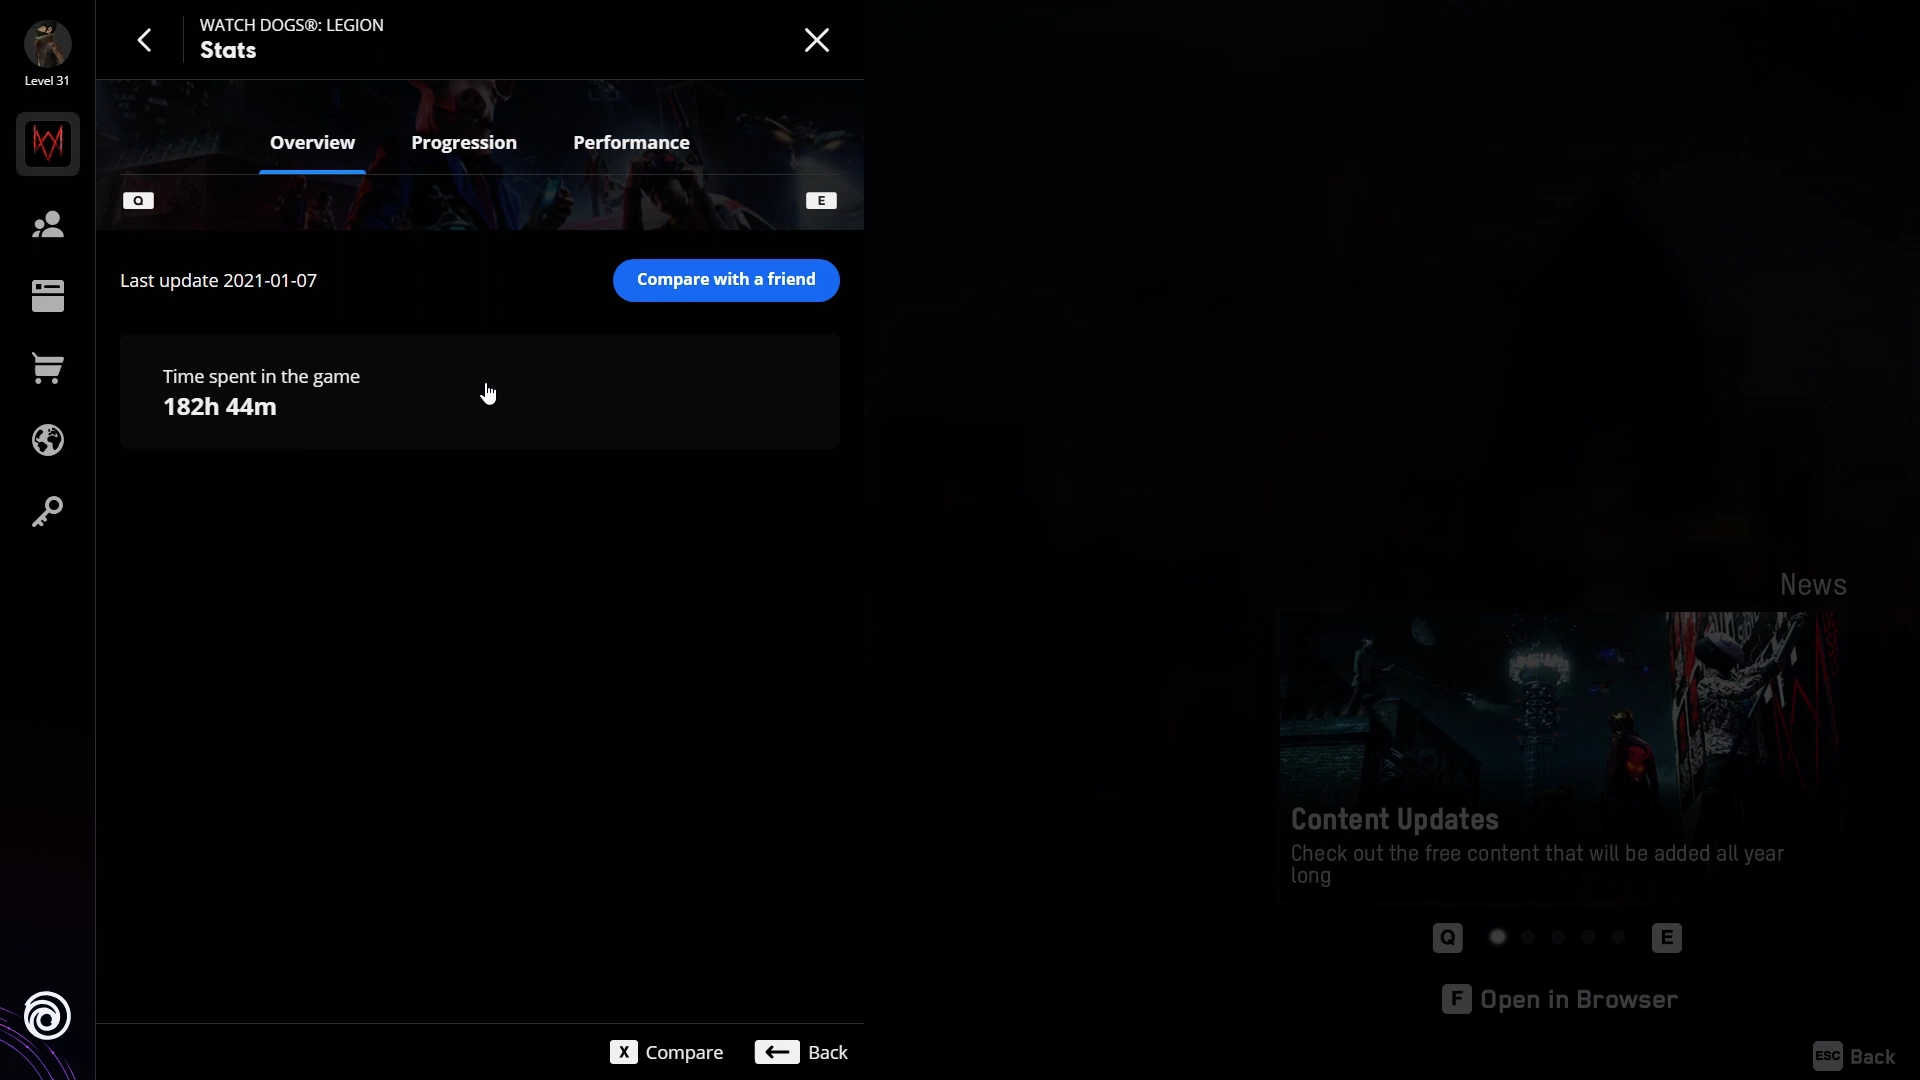 Level 31
WATCH DOGS®: LEGION
Stats
Overview
Progression
Performance
Q
E
Last update 2021-01-07
Compare with a friend
Time spent in the game
182h 44m
News
Content Updates
Check out the free content that will be added all year
long
Q
E
F Open in Browser
X Compare
Back
ESC Back